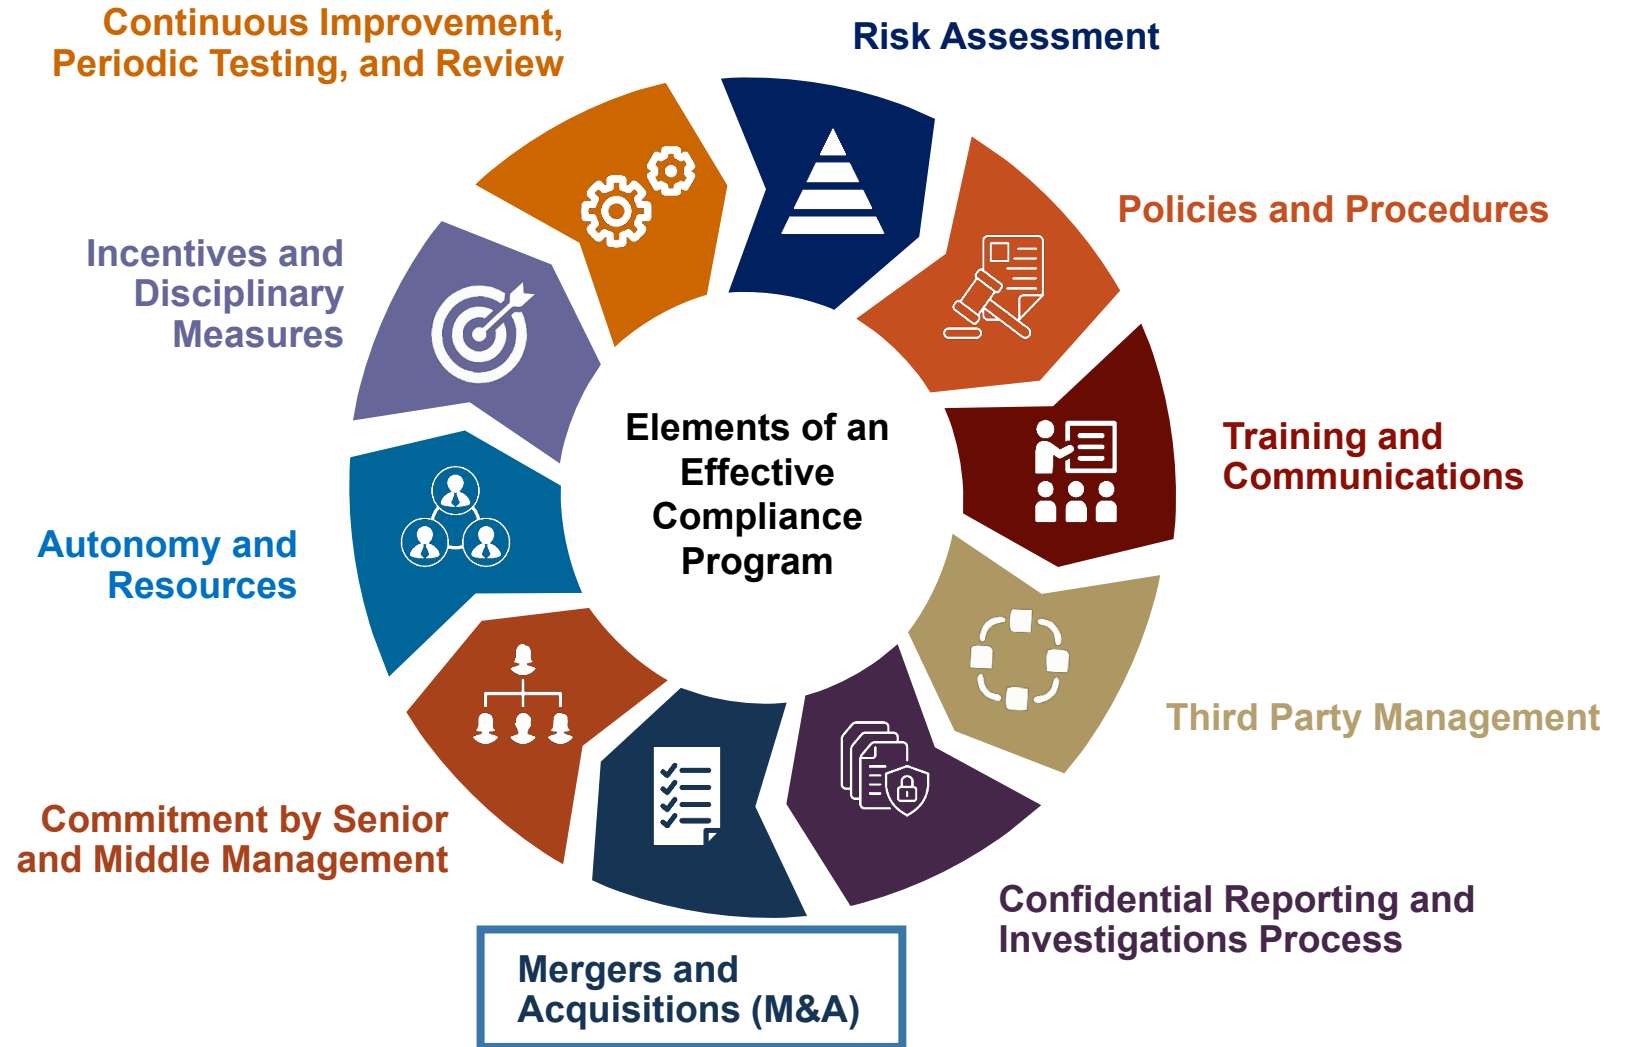 Continuous Improvement,
Periodic Testing, and Review
Risk Assessment
Policies and Procedures
Incentives and
Disciplinary
Measures
Elements of an
Effective
Compliance
Program
Training and
Communications
Autonomy and
Resources
Third Party Management
Commitment by Senior
and Middle Management
Confidential Reporting and
Investigations Process
Mergers and
Acquisitions (M&A)